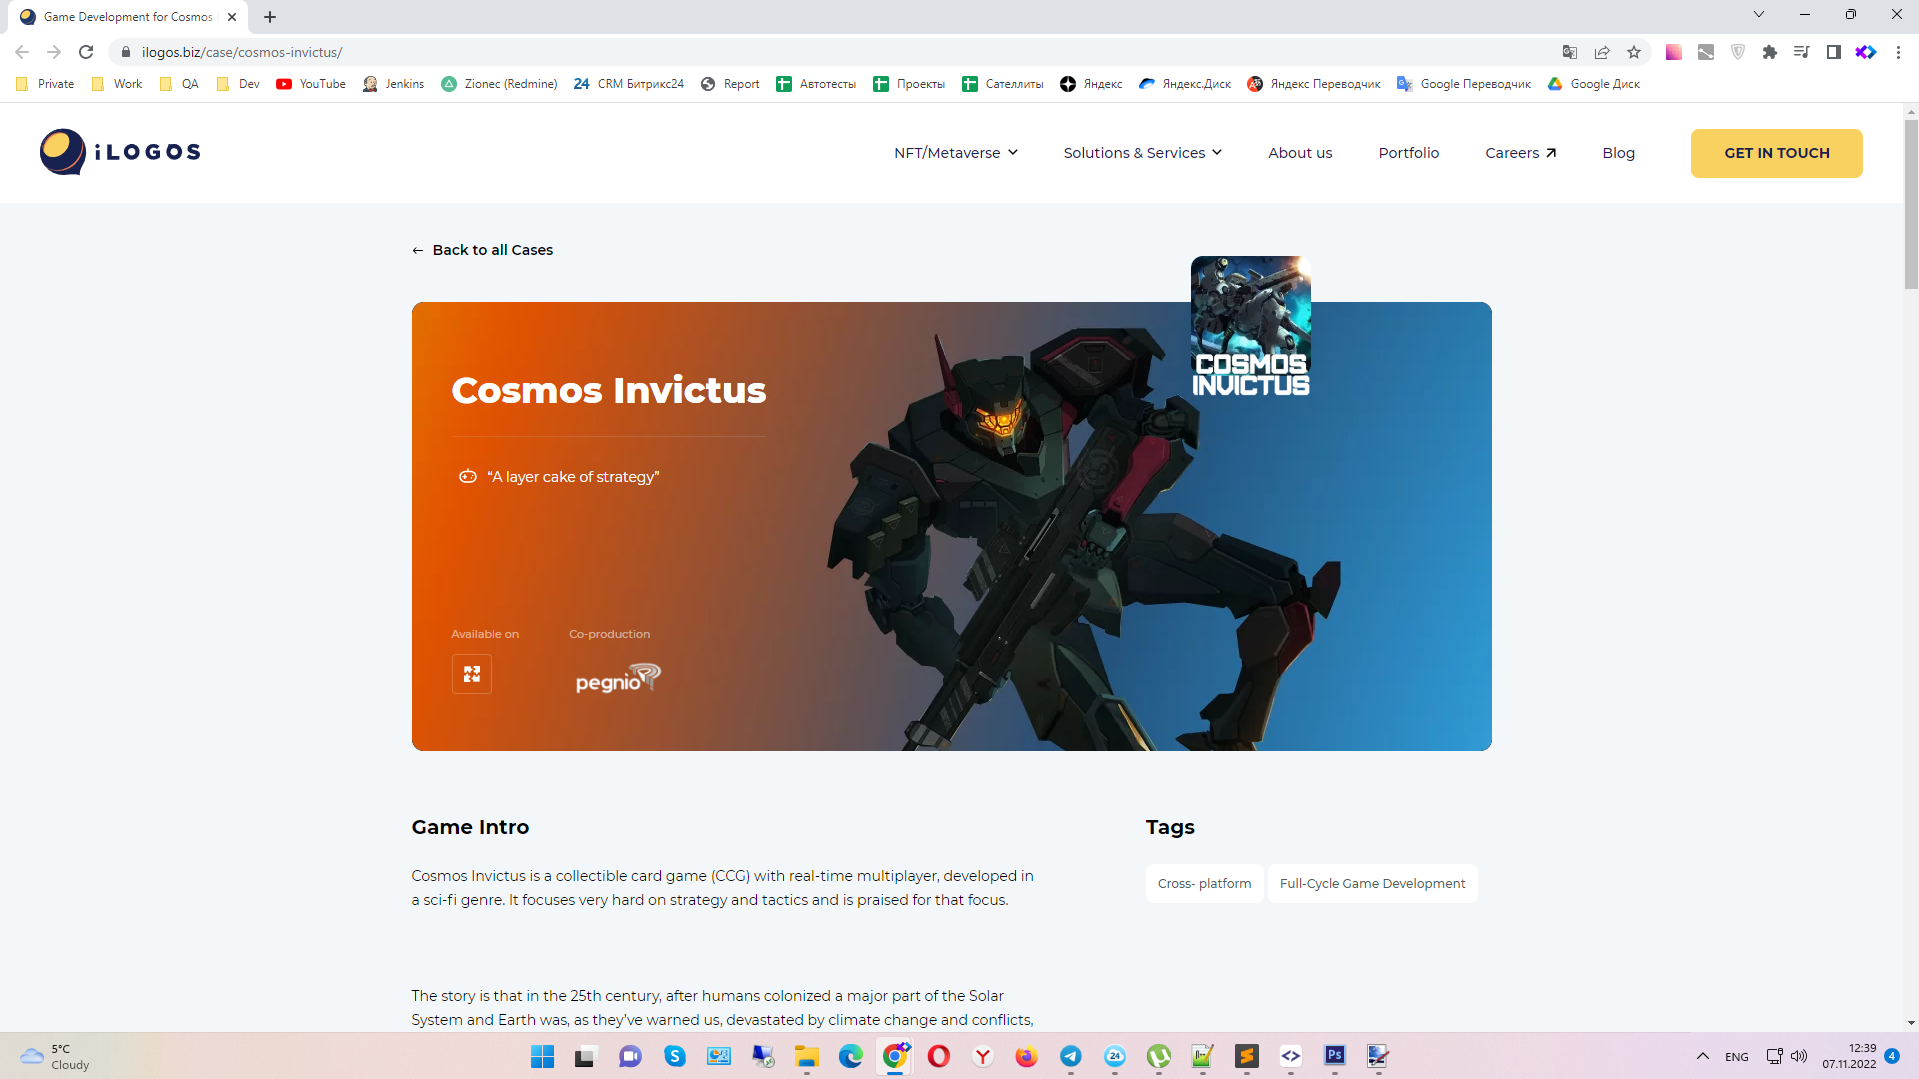 Game Development for Cosmos
ilogos.biz/case/cosmos-invictus/
Private
Work
QA
Dev
YouTube
Jenkins
Zionec (Redmine)
24 CRM Битрикс24
Report
Автотесты
Проекты
Сателлиты
Яндекс
Яндекс.Диск
Яндекс Переводчик
Google Переводчик
Google Диск
iLOGOS
NFT/Metaverse
Solutions & Services
About us
Portfolio
Careers
Blog
GET IN TOUCH
← Back to all Cases
COSMOS
INVICTUS
Cosmos Invictus
“A layer cake of strategy”
Available on
Co-production
pegnio
Game Intro
Tags
Cosmos Invictus is a collectible card game (CCG) with real-time multiplayer, developed in
a sci-fi genre. It focuses very hard on strategy and tactics and is praised for that focus.
Cross- platform
Full-Cycle Game Development
The story is that in the 25th century, after humans colonized a major part of the Solar
System and Earth was, as they’ve warned us, devastated by climate change and conflicts,
5°C
Cloudy
24
Ps
ENG
12:39
07.11.2022
4